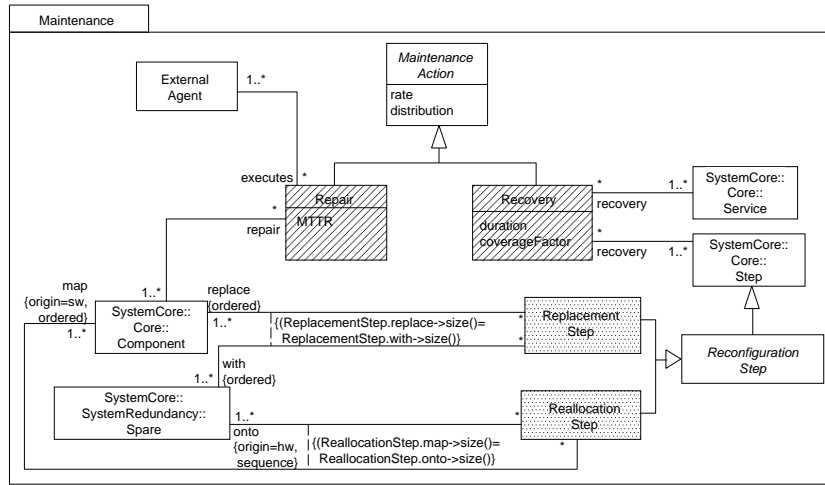 Maintenance
Maintenance
Action
rate
distribution
External
Agent
1..*
executes
*
Repair
MTTR
*
repair
Recovery
duration
coverageFactor
*
recovery
1..*
SystemCore::
Core::
Service
*
recovery
1..*
SystemCore::
Core::
Step
map
{origin=sw,
ordered}
1..*
1..*
SystemCore::
Core::
Component
replace
{ordered}
1..*
{(ReplacementStep.replace->size()=
ReplacementStep.with->size()}
*
*
Replacement
Step
Reconfiguration
Step
with
{ordered}
1..*
SystemCore::
SystemRedundancy::
Spare
1..*
onto
{origin=hw,
sequence}
{(ReallocationStep.map->size()=
ReallocationStep.onto->size()}
*
*
Reallocation
Step